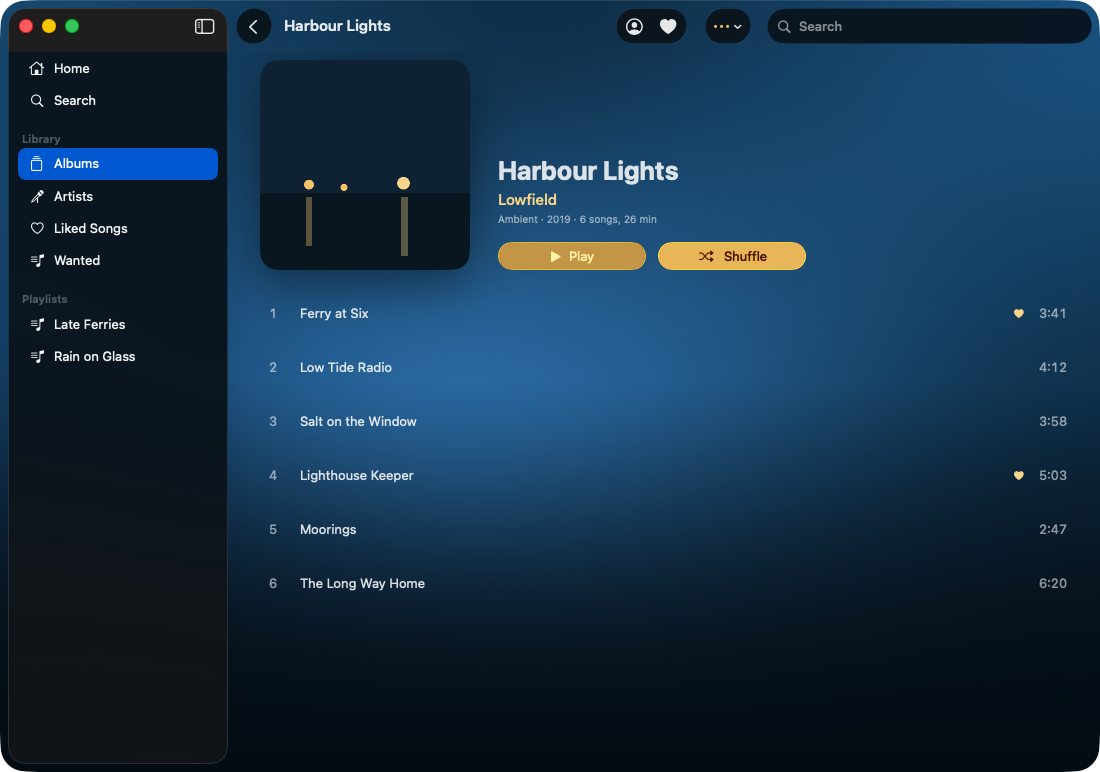 Harbour Lights
Search
Home
Search
Library
Albums
Artists
Liked Songs
Wanted
Playlists
Late Ferries
Rain on Glass
Harbour Lights
Lowfield
Ambient · 2019 · 6 songs, 26 min
Play
Shuffle
1 Ferry at Six 3:41
2 Low Tide Radio 4:12
3 Salt on the Window 3:58
4 Lighthouse Keeper 5:03
5 Moorings 2:47
6 The Long Way Home 6:20